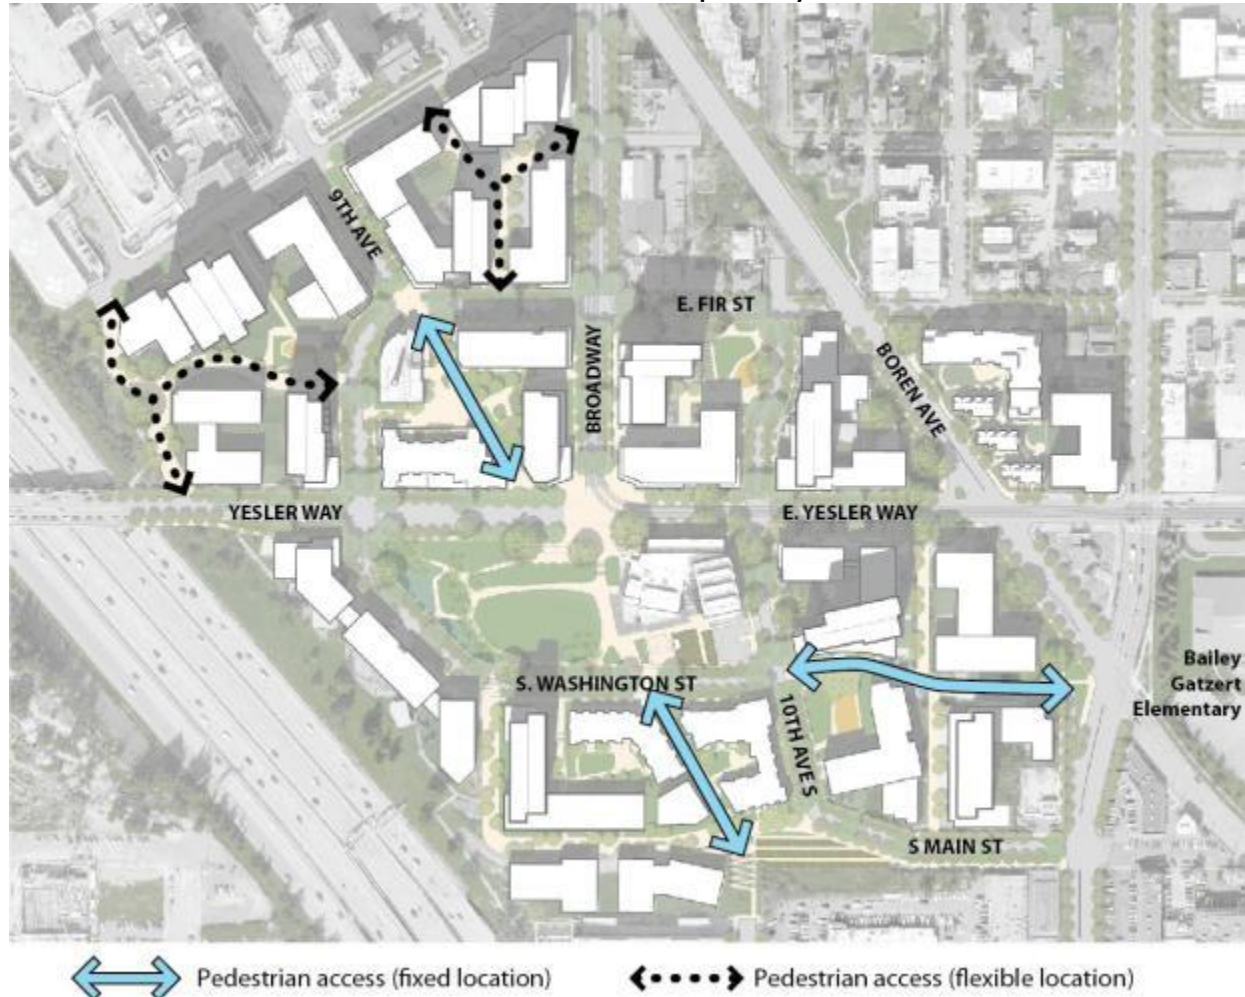 9TH AVE
E. FIR ST
BROADWAY
BOREN AVE
YESLER WAY
E. YESLER WAY
S. WASHINGTON ST
10TH AVE S
Bailey
Gatzert
Elementary
S MAIN ST
Pedestrian access (fixed location)
Pedestrian access (flexible location)